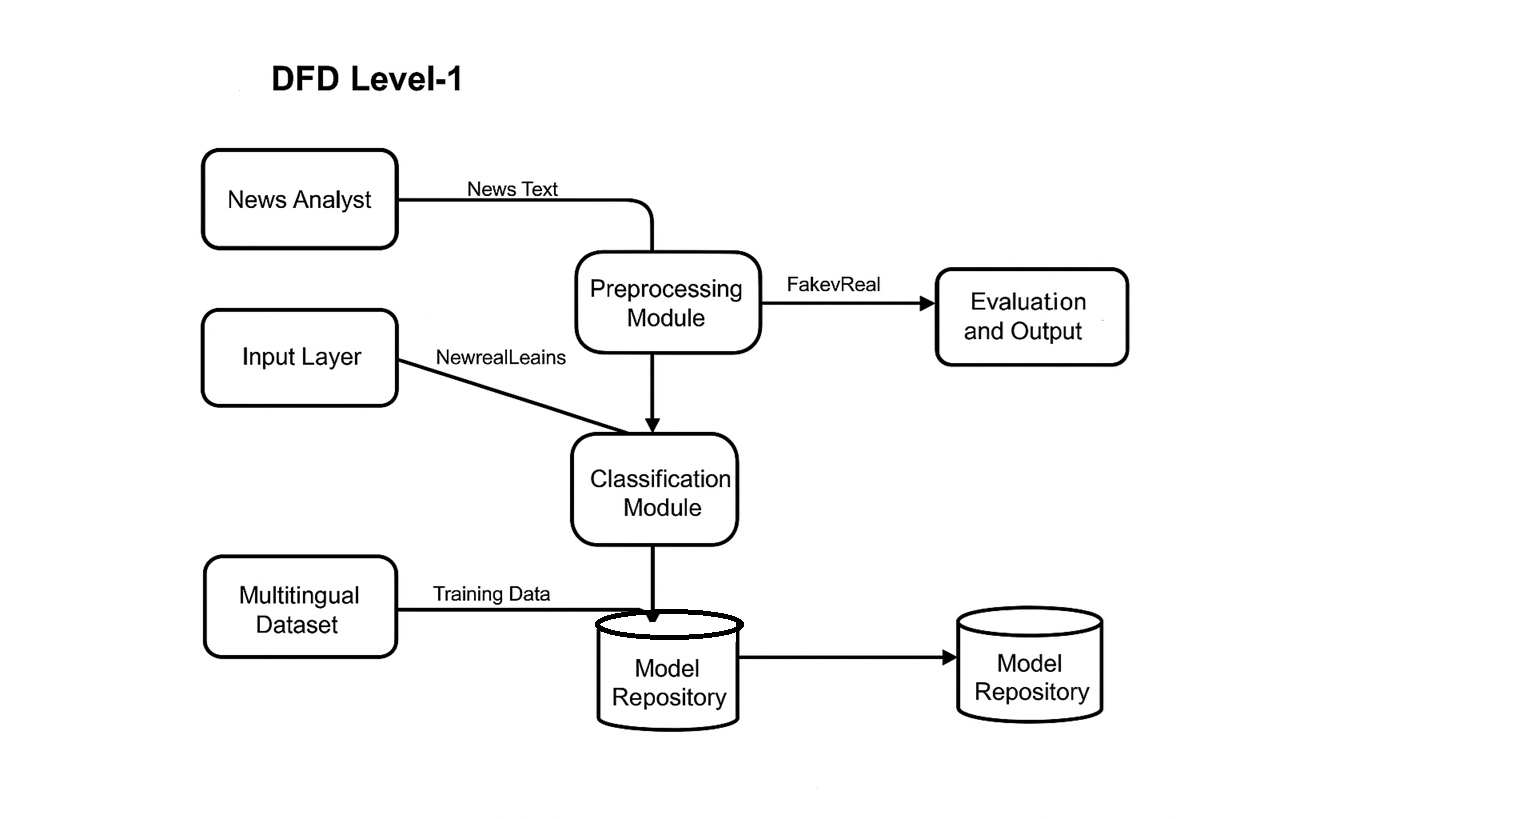 DFD Level-1
News Analyst
News Text
Preprocessing
Module
FakevReal
Evaluation
and Output
Input Layer
NewrealLeains
Classification
Module
Multitingual
Dataset
Training Data
Model
Repository
Model
Repository